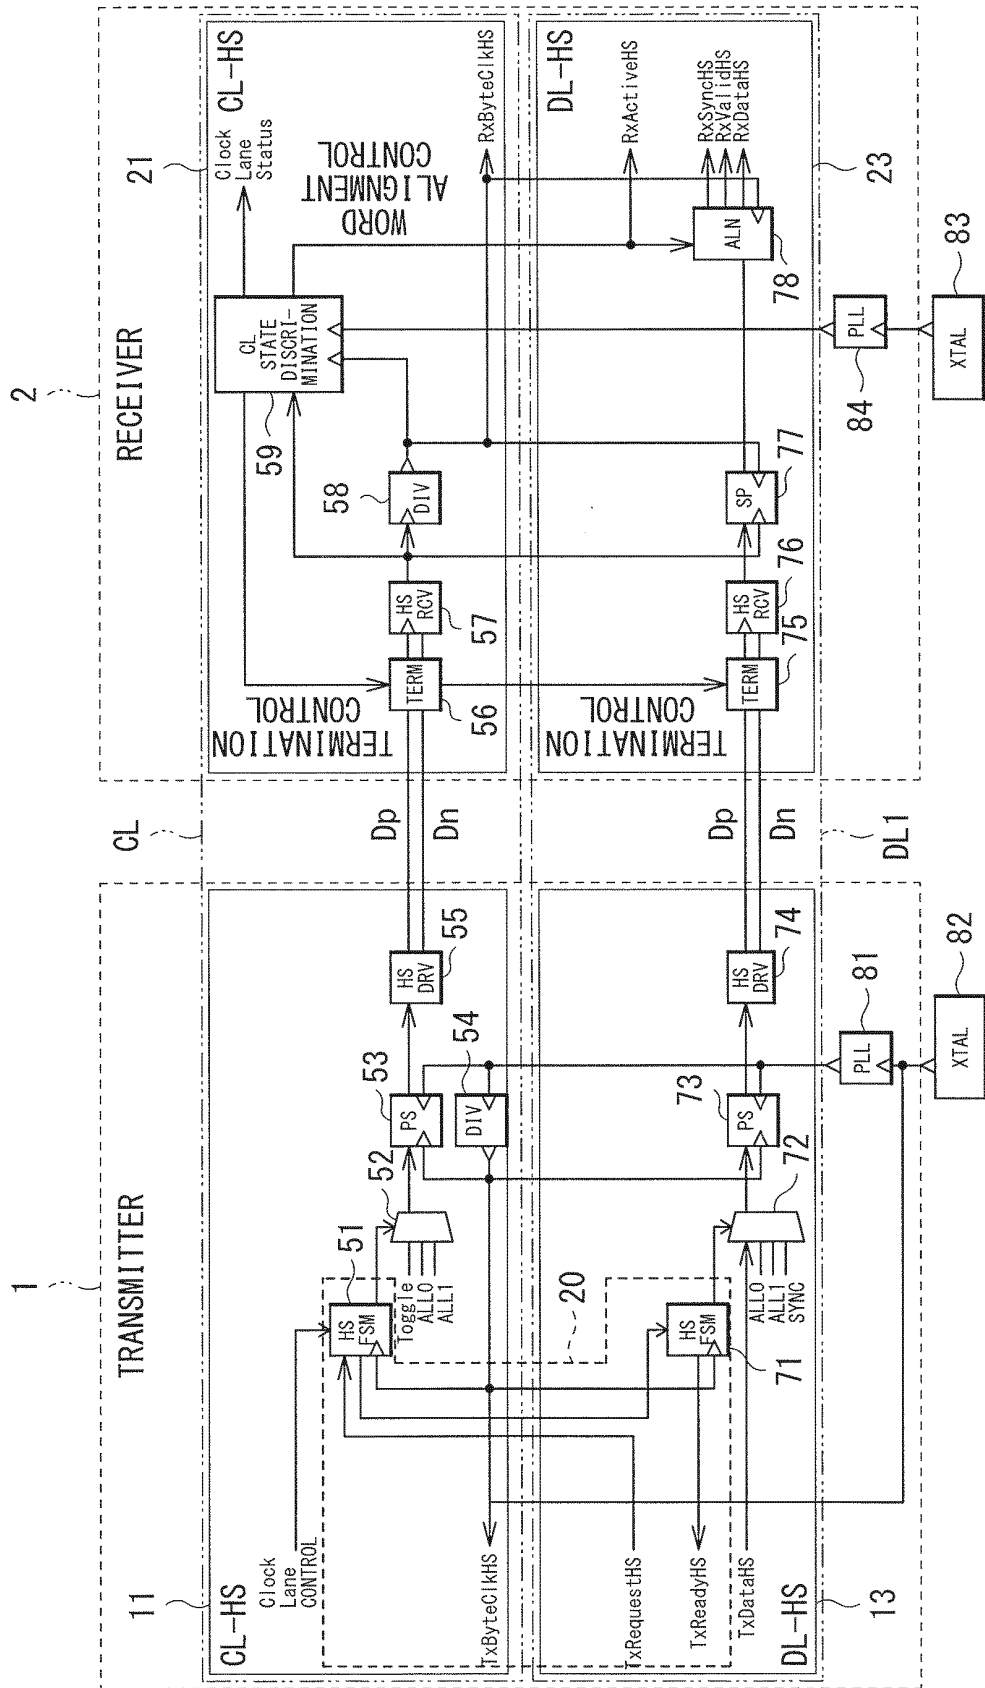 1
TRANSMITTER
11
CL-HS
Clock
Lane
CONTROL
TxByteClkHS
51
HS
FSM
Toggle
ALL0
ALL1
52
53
PS
54
DIV
55
HS
DRV
20
TxRequestHS
TxReadyHS
TxDataHS
DL-HS
13
HS
FSM
71
ALL0
ALL1
SYNC
72
73
PS
74
HS
DRV
81
PLL
82
XTAL
CL
Dp
Dn
Dp
Dn
DL1
2
RECEIVER
21
CL-HS
Clock
Lane
Status
TERMINATION
CONTROL
TERM
56
HS
RCV
57
58
DIV
59
CL
STATE
DISCRI-
MINATION
WORD
ALIGNMENT
CONTROL
RxByteClkHS
DL-HS
RxActiveHS
RxSyncHS
RxValidHS
RxDataHS
TERMINATION
CONTROL
TERM
75
HS
RCV
76
SP
77
ALN
78
23
PLL
84
XTAL
83